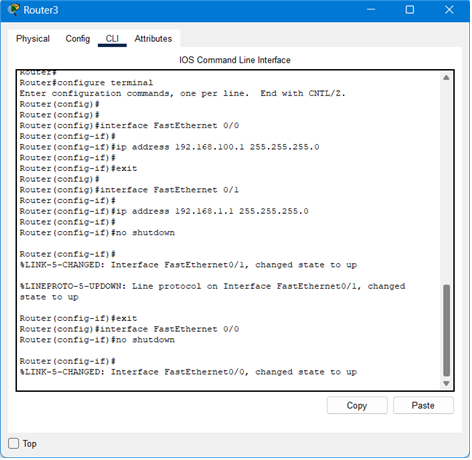 Router3
Physical Config CLI Attributes
IOS Command Line Interface
Router#
Router#configure terminal
Enter configuration commands, one per line.  End with CNTL/Z.
Router(config)#
Router(config)#
Router(config)#interface FastEthernet 0/0
Router(config-if)#
Router(config-if)#ip address 192.168.100.1 255.255.255.0
Router(config-if)#
Router(config-if)#exit
Router(config)#
Router(config)#interface FastEthernet 0/1
Router(config-if)#
Router(config-if)#ip address 192.168.1.1 255.255.255.0
Router(config-if)#
Router(config-if)#no shutdown
Router(config-if)#
%LINK-5-CHANGED: Interface FastEthernet0/1, changed state to up
%LINEPROTO-5-UPDOWN: Line protocol on Interface FastEthernet0/1, changed
state to up
Router(config-if)#exit
Router(config)#interface FastEthernet 0/0
Router(config-if)#no shutdown
Router(config-if)#
%LINK-5-CHANGED: Interface FastEthernet0/0, changed state to up
Copy Paste
Top